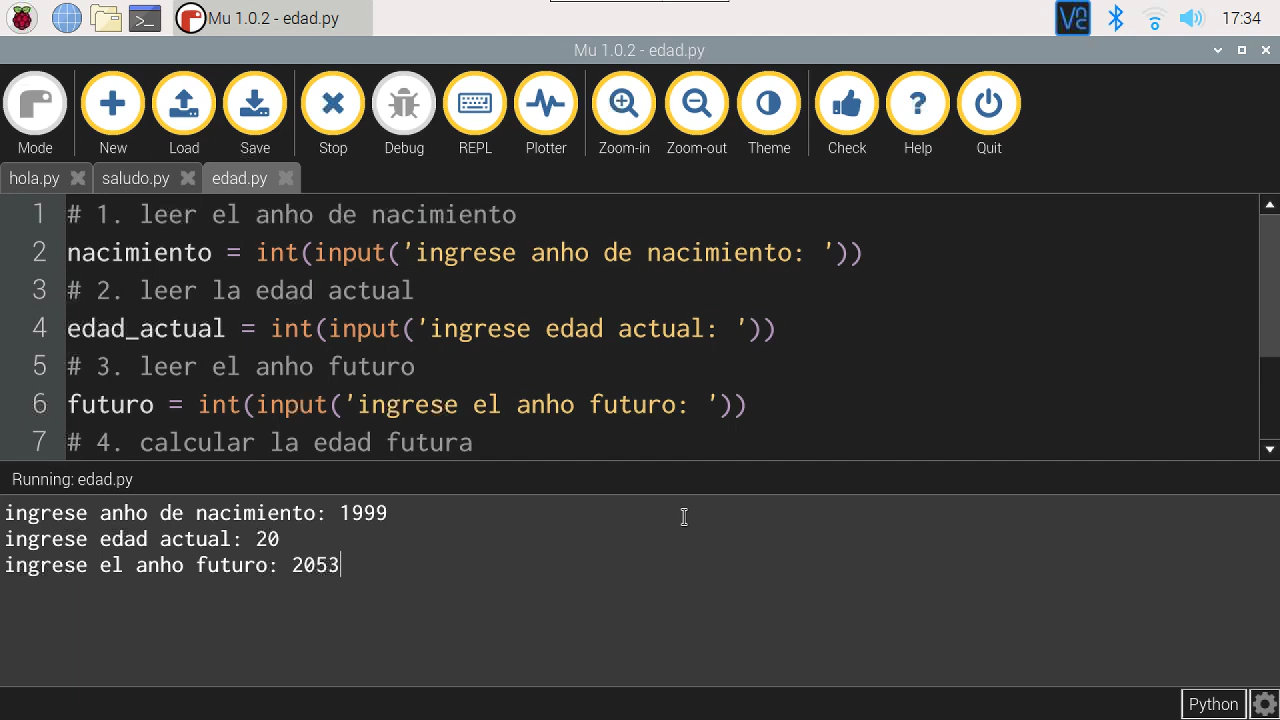 Mu 1.0.2 - edad.py
17:34
Mu 1.0.2 - edad.py
Mode New Load Save Stop Debug REPL Plotter Zoom-in Zoom-out Theme Check Help Quit
hola.py saludo.py edad.py
1 # 1. leer el anho de nacimiento
2 nacimiento = int(input('ingrese anho de nacimiento: '))
3 # 2. leer la edad actual
4 edad_actual = int(input('ingrese edad actual: '))
5 # 3. leer el anho futuro
6 futuro = int(input('ingrese el anho futuro: '))
7 # 4. calcular la edad futura
Running: edad.py
ingrese anho de nacimiento: 1999
ingrese edad actual: 20
ingrese el anho futuro: 2053
Python